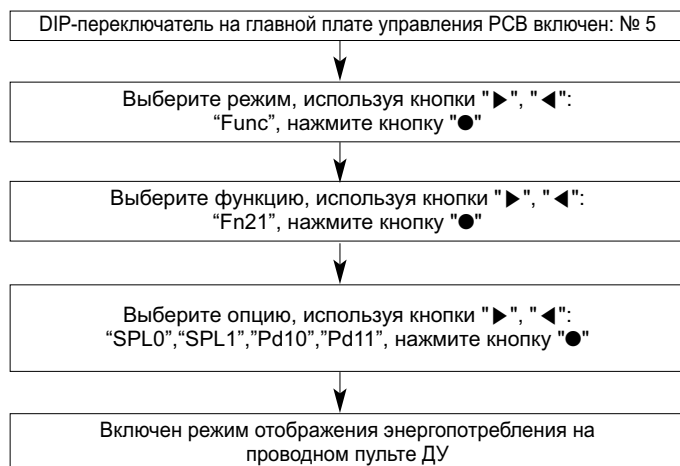 DIP-переключатель на главной плате управления PCB включен: № 5
Выберите режим, используя кнопки "▶", "◀":
“Func”, нажмите кнопку "●"
Выберите функцию, используя кнопки "▶", "◀":
“Fn21”, нажмите кнопку "●"
Выберите опцию, используя кнопки "▶", "◀":
“SPL0”,“SPL1”,”Pd10”,”Pd11”, нажмите кнопку "●"
Включен режим отображения энергопотребления на
проводном пульте ДУ